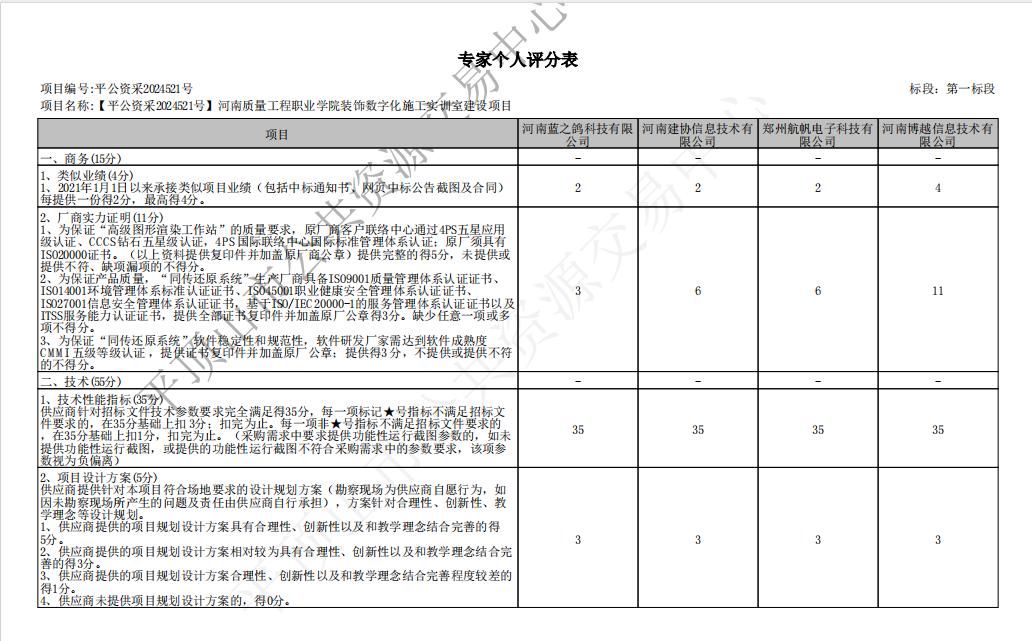 专家个人评分表
项目编号:平公资采2024521号
标段：第一标段
项目名称:【平公资采2024521号】河南质量工程职业学院装饰数字化施工实训室建设项目
项目
河南蓝之鸽科技有限
公司
河南建协信息技术有
限公司
郑州航帆电子科技有
限公司
河南博越信息技术有
限公司
一、商务(15分)
-
-
-
-
1、类似业绩(4分)
1、2021年1月1日以来承接类似项目业绩（包括中标通知书、网页中标公告截图及合同）
每提供一份得2分，最高得4分。
2
2
2
4
2、厂商实力证明(11分)
1、为保证“高级图形渲染工作站”的质量要求，原厂商客户联络中心通过4PS五星应用
级认证、CCCS钻石五星级认证，4PS国际联络中心国际标准管理体系认证；原厂须具有
ISO20000证书。（以上资料提供复印件并加盖原厂商公章）提供完整的得5分，未提供或
提供不符、缺项漏项的不得分。
2、为保证产品质量，“同传还原系统”生产厂商具备ISO9001质量管理体系认证证书、
ISO14001环境管理体系标准认证证书、ISO45001职业健康安全管理体系认证证书、
ISO27001信息安全管理体系认证证书，基于ISO/IEC20000-1的服务管理体系认证证书以及
ITSS服务能力认证证书，提供全部证书复印件并加盖原厂公章得3分。缺少任意一项或多
项不得分。
3、为保证“同传还原系统”软件稳定性和规范性，软件研发厂家需达到软件成熟度
CMMI五级等级认证，提供证书复印件并加盖原厂公章；提供得3分，不提供或提供不符
的不得分。
3
6
6
11
二、技术(55分)
-
-
-
-
1、技术性能指标(35分)
供应商针对招标文件技术参数要求完全满足得35分，每一项标记★号指标不满足招标文
件要求的，在35分基础上扣 3分；扣完为止。每一项非★号指标不满足招标文件要求的
，在35分基础上扣1分，扣完为止。（采购需求中要求提供功能性运行截图参数的，如未
提供功能性运行截图，或提供的功能性运行截图不符合采购需求中的参数要求，该项参
数视为负偏离）
35
35
35
35
2、项目设计方案(5分)
供应商提供针对本项目符合场地要求的设计规划方案（勘察现场为供应商自愿行为，如
因未勘察现场所产生的问题及责任由供应商自行承担），方案针对合理性、创新性、教
学理念等设计规划。
1、供应商提供的项目规划设计方案具有合理性、创新性以及和教学理念结合完善的得
5分。
2、供应商提供的项目规划设计方案相对较为具有合理性、创新性以及和教学理念结合完
善的得3分。
3、供应商提供的项目规划设计方案合理性、创新性以及和教学理念结合完善程度较差的
得1分。
4、供应商未提供项目规划设计方案的，得0分。
3
3
3
3
平顶山市公共资源交易中心
平顶山市公共资源交易中心